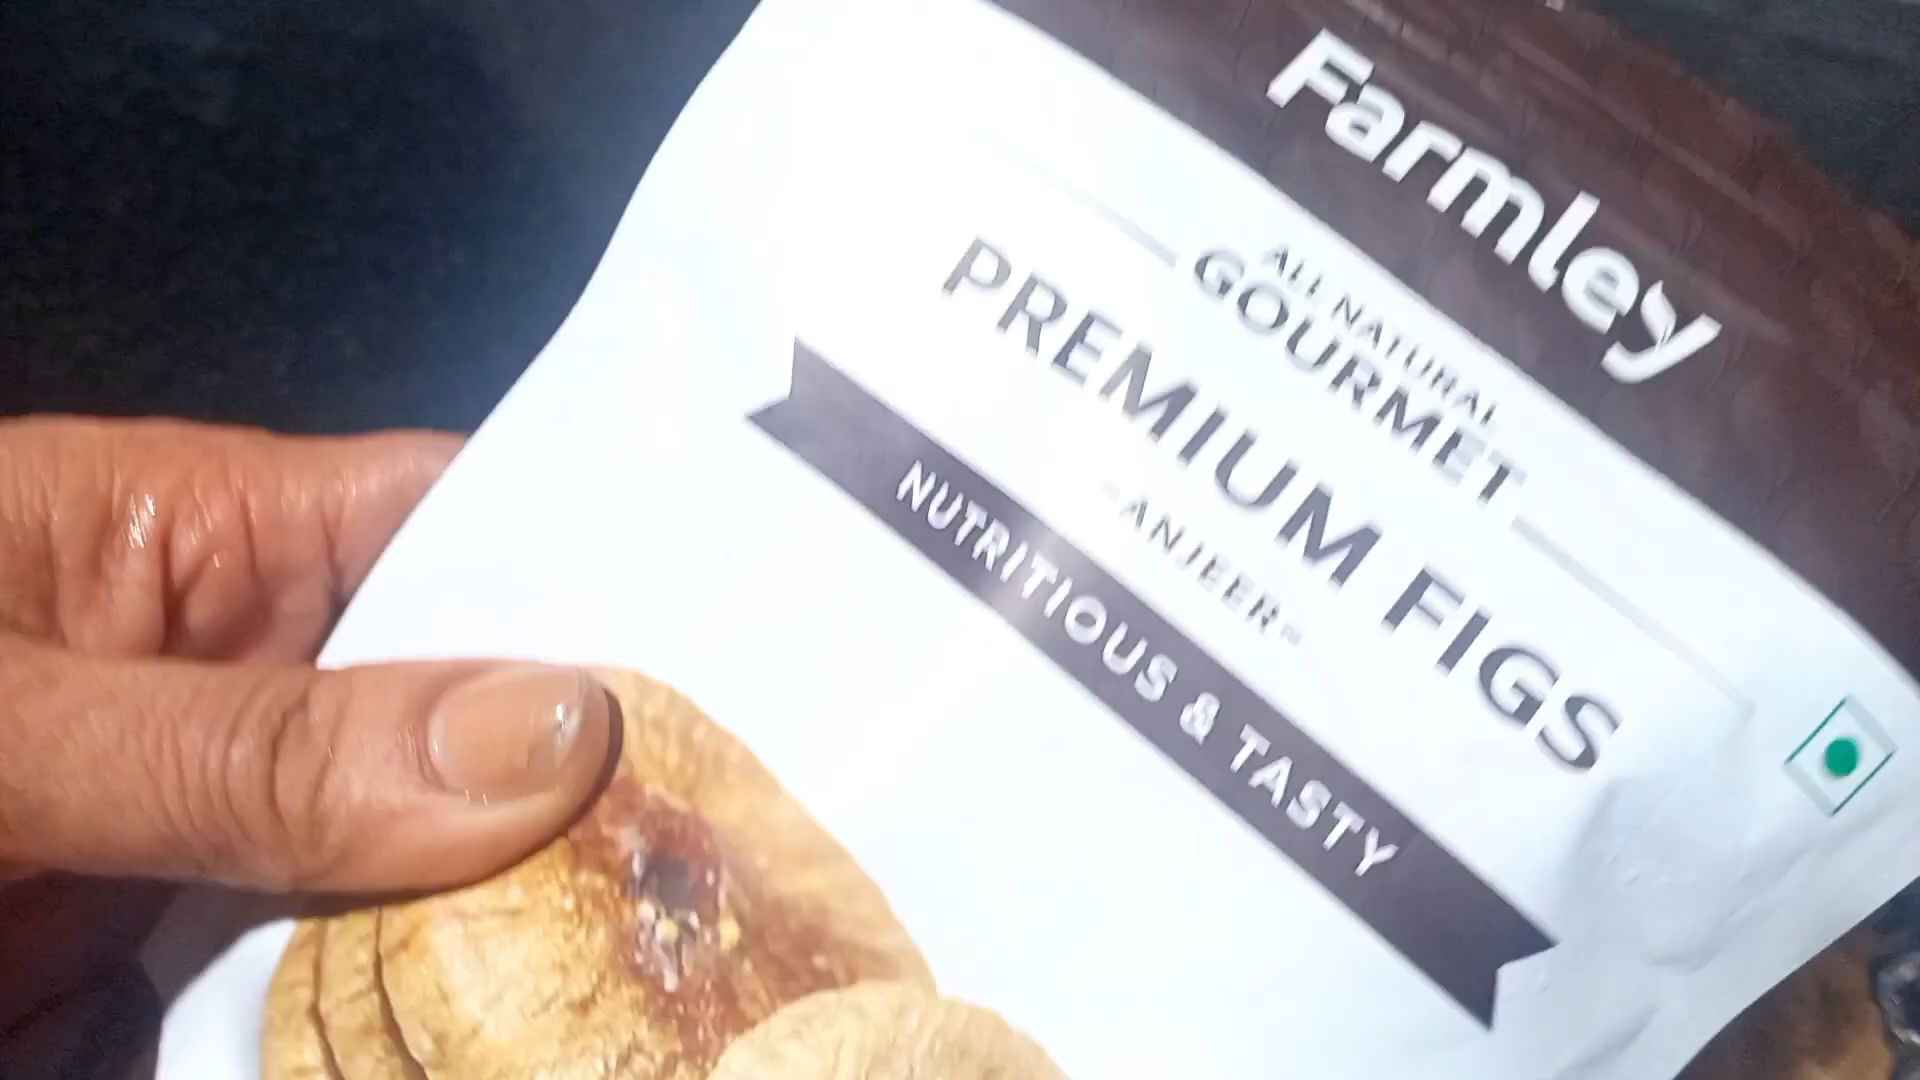 Farmley
ALL NATURAL
GOURMET
PREMIUM FIGS
~ANJEER~
NUTRITIOUS & TASTY